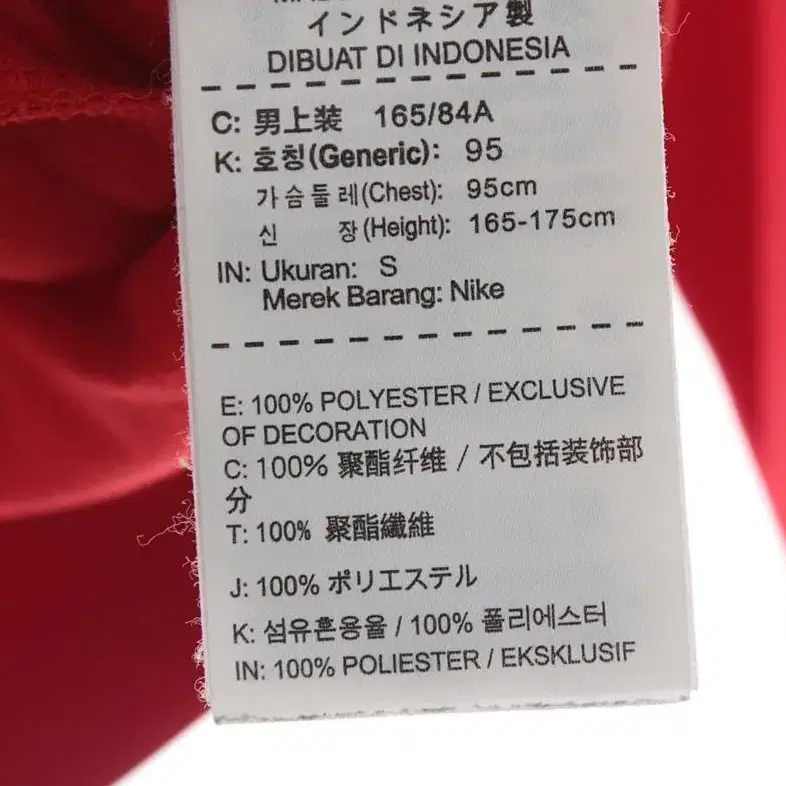 インドネシア製
DIBUAT DI INDONESIA
C: 男上装 165/84A
K: 호칭(Generic): 95
가슴둘레(Chest): 95cm
신 장(Height): 165-175cm
IN: Ukuran: S
Merek Barang: Nike
E: 100% POLYESTER / EXCLUSIVE
OF DECORATION
C: 100% 聚酯纤维 / 不包括装饰部
分
T: 100% 聚酯纖維
J: 100% ポリエステル
K: 섬유혼용율 / 100% 폴리에스터
IN: 100% POLIESTER / EKSKLUSIF